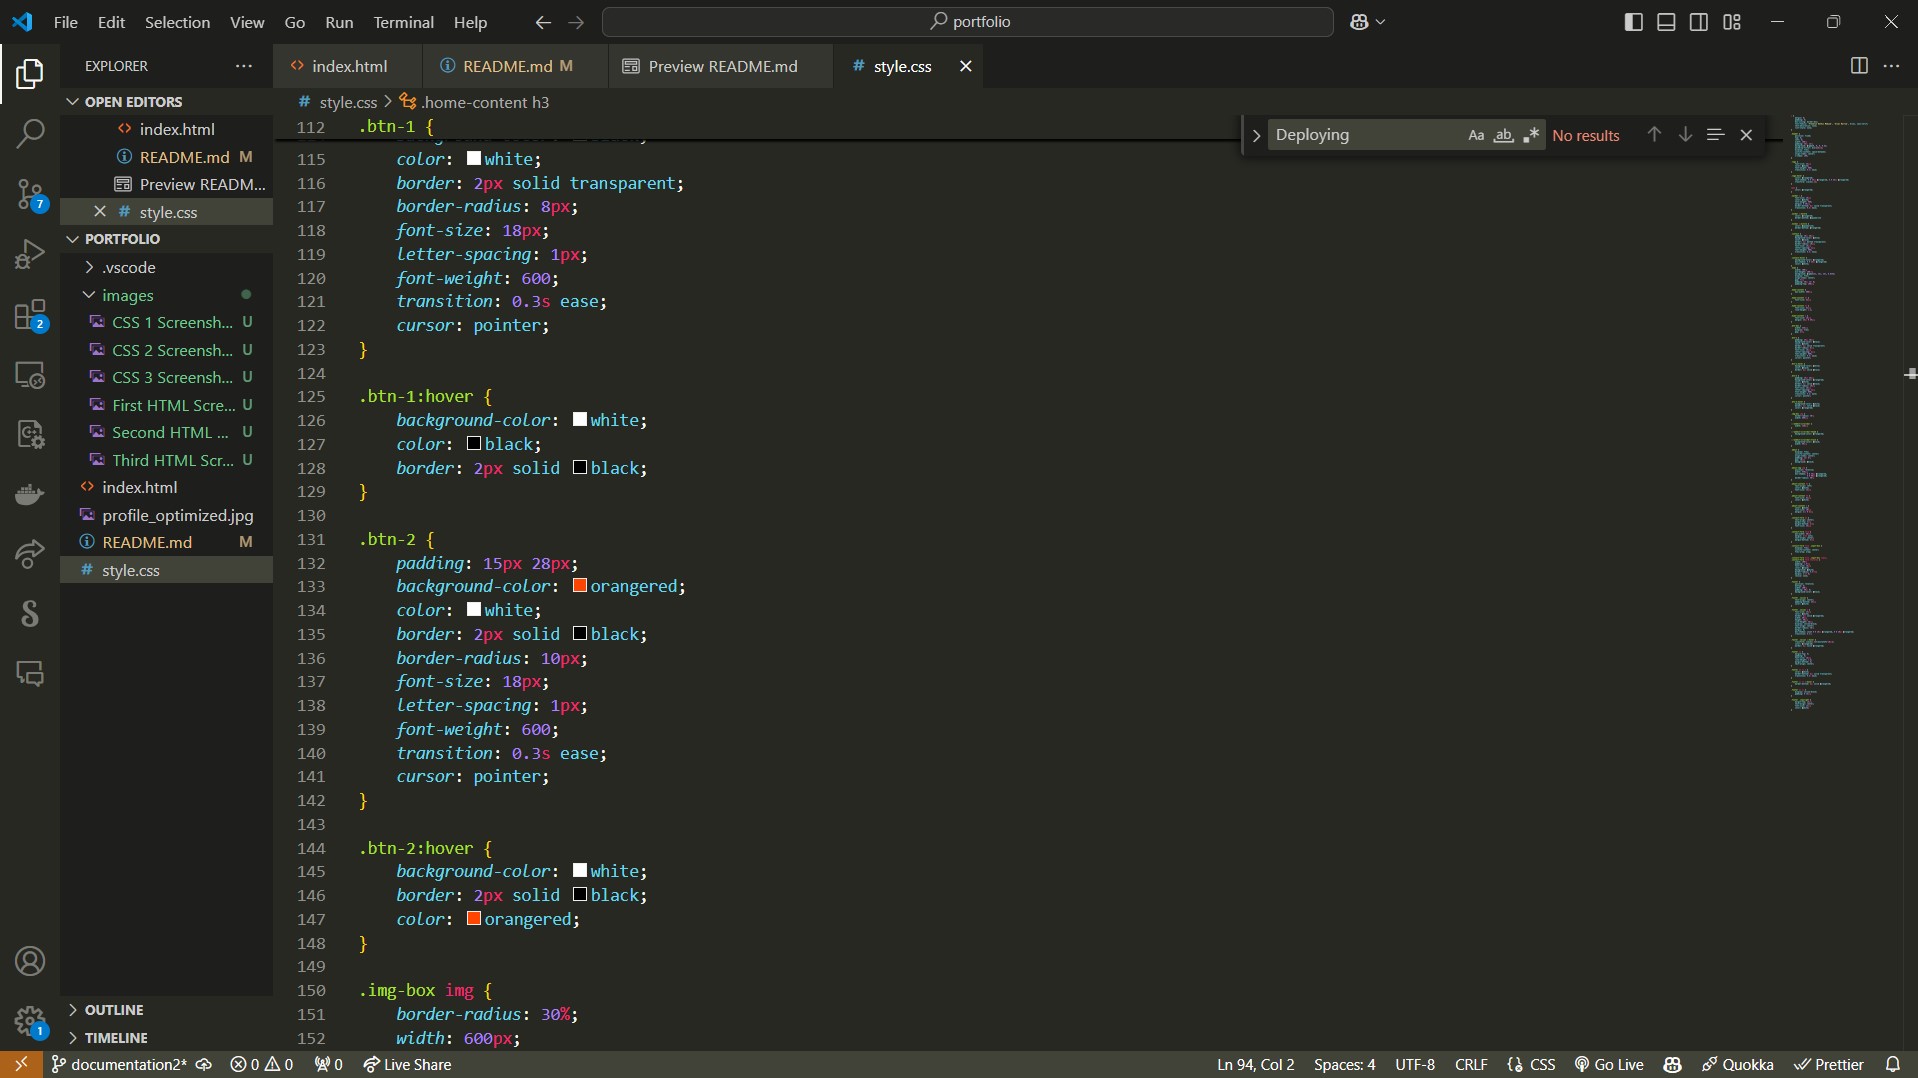 File Edit Selection View Go Run Terminal Help
portfolio
EXPLORER
index.html
README.md M
Preview README.md
style.css
OPEN EDITORS
index.html
README.md M
Preview READM...
style.css
PORTFOLIO
.vscode
images
CSS 1 Screensh... U
CSS 2 Screensh... U
CSS 3 Screensh... U
First HTML Scre... U
Second HTML ... U
Third HTML Scr... U
index.html
profile_optimized.jpg
README.md M
style.css
OUTLINE
TIMELINE
7
2
1
style.css > .home-content h3
Deploying Aa ab .* No results
112 .btn-1 {
115 color: white;
116 border: 2px solid transparent;
117 border-radius: 8px;
118 font-size: 18px;
119 letter-spacing: 1px;
120 font-weight: 600;
121 transition: 0.3s ease;
122 cursor: pointer;
123 }
124
125 .btn-1:hover {
126 background-color: white;
127 color: black;
128 border: 2px solid black;
129 }
130
131 .btn-2 {
132 padding: 15px 28px;
133 background-color: orangered;
134 color: white;
135 border: 2px solid black;
136 border-radius: 10px;
137 font-size: 18px;
138 letter-spacing: 1px;
139 font-weight: 600;
140 transition: 0.3s ease;
141 cursor: pointer;
142 }
143
144 .btn-2:hover {
145 background-color: white;
146 border: 2px solid black;
147 color: orangered;
148 }
149
150 .img-box img {
151 border-radius: 30%;
152 width: 600px;
documentation2* 0 0 0 Live Share
Ln 94, Col 2 Spaces: 4 UTF-8 CRLF {} CSS Go Live Quokka Prettier